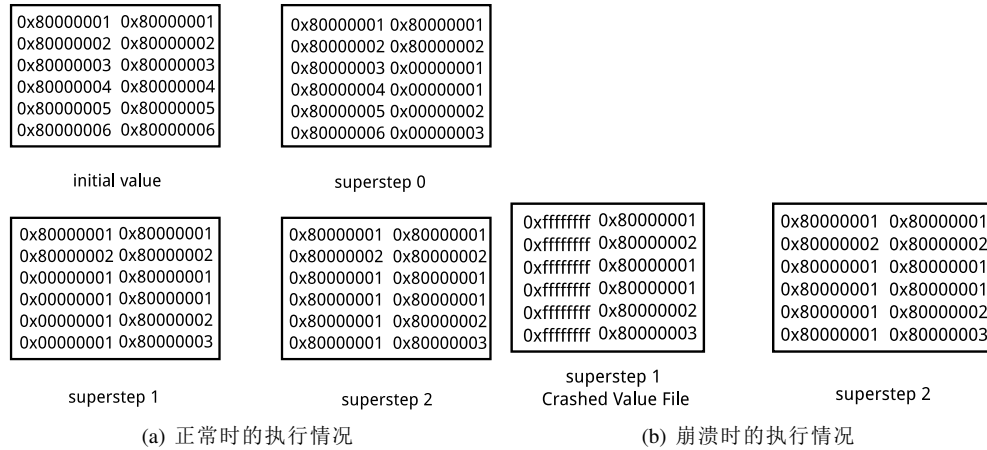 0x80000001 0x80000001
0x80000002 0x80000002
0x80000003 0x80000003
0x80000004 0x80000004
0x80000005 0x80000005
0x80000006 0x80000006
initial value
0x80000001 0x80000001
0x80000002 0x80000002
0x80000003 0x00000001
0x80000004 0x00000001
0x80000005 0x00000002
0x80000006 0x00000003
superstep 0
0x80000001 0x80000001
0x80000002 0x80000002
0x00000001 0x80000001
0x00000001 0x80000001
0x00000001 0x80000002
0x00000001 0x80000003
superstep 1
0x80000001 0x80000001
0x80000002 0x80000002
0x80000001 0x80000001
0x80000001 0x80000001
0x80000001 0x80000002
0x80000001 0x80000003
superstep 2
(a) 正常时的执行情况
0xffffffff 0x80000001
0xffffffff 0x80000002
0xffffffff 0x80000001
0xffffffff 0x80000001
0xffffffff 0x80000002
0xffffffff 0x80000003
superstep 1
Crashed Value File
0x80000001 0x80000001
0x80000002 0x80000002
0x80000001 0x80000001
0x80000001 0x80000001
0x80000001 0x80000002
0x80000001 0x80000003
superstep 2
(b) 崩溃时的执行情况